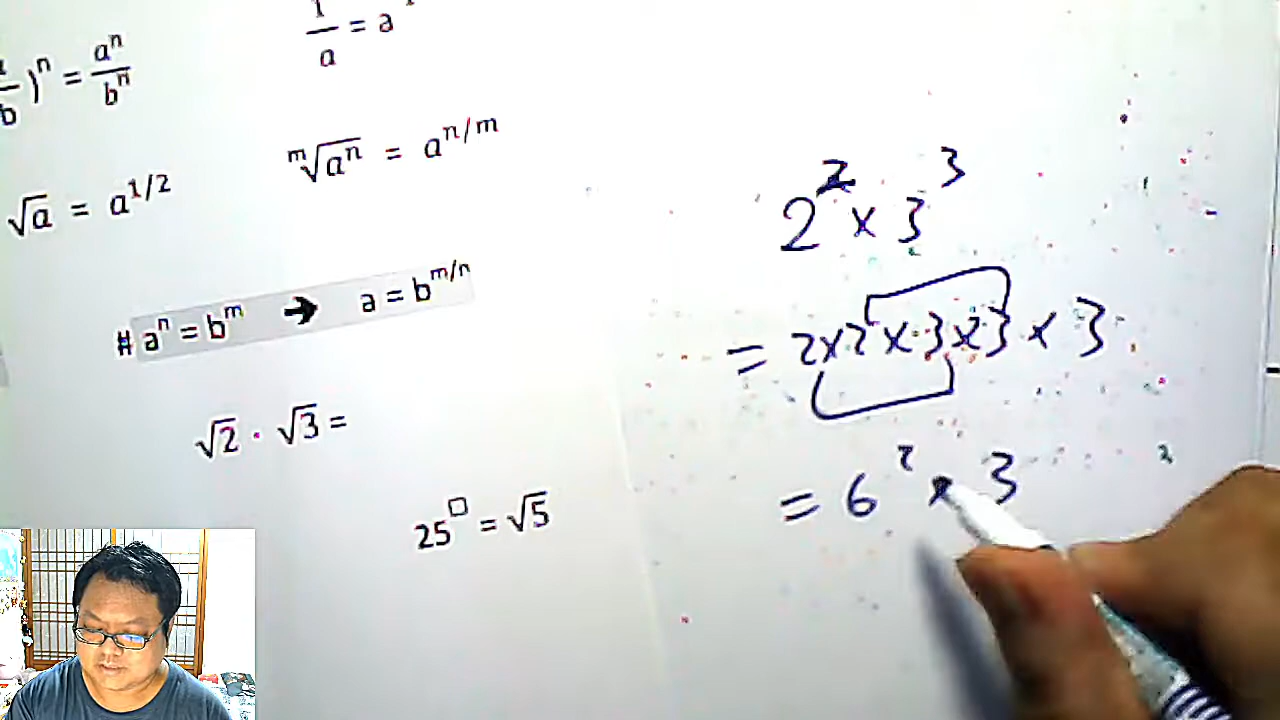 )ⁿ = aⁿ/bⁿ
b
1/a = a
√a = a^1/2
ᵐ√aⁿ = a^n/m
# aⁿ = bᵐ → a = b^m/n
√2 · √3 =
25^□ = √5
2² × 3³
= 2×2×3×3×3
= 6² × 3